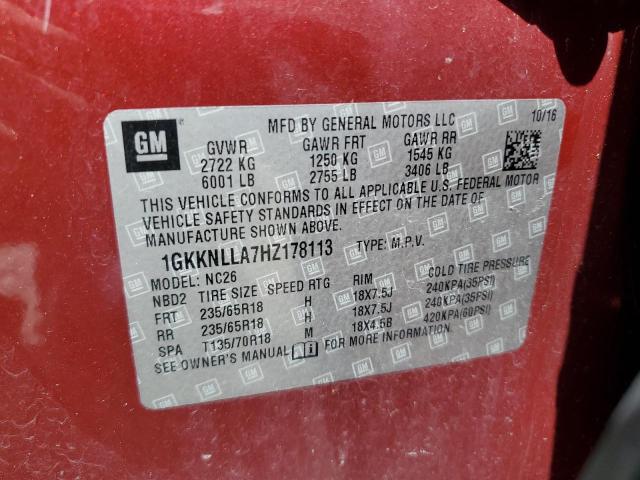 GM
MFD BY GENERAL MOTORS LLC 10/16
GVWR GAWR FRT GAWR RR
2722 KG 1250 KG 1545 KG
6001 LB 2755 LB 3406 LB
THIS VEHICLE CONFORMS TO ALL APPLICABLE U.S. FEDERAL MOTOR
VEHICLE SAFETY STANDARDS IN EFFECT ON THE DATE OF
MANUFACTURE SHOWN ABOVE.
1GKKNLLA7HZ178113 TYPE: M.P.V.
MODEL: NC26
NBD2 TIRE SIZE SPEED RTG RIM COLD TIRE PRESSURE
FRT 235/65R18 H 18X7.5J 240KPA(35PSI)
RR 235/65R18 H 18X7.5J 240KPA(35PSI)
SPA T135/70R18 M 18X4.5B 420KPA(60PSI)
SEE OWNER'S MANUAL i FOR MORE INFORMATION.